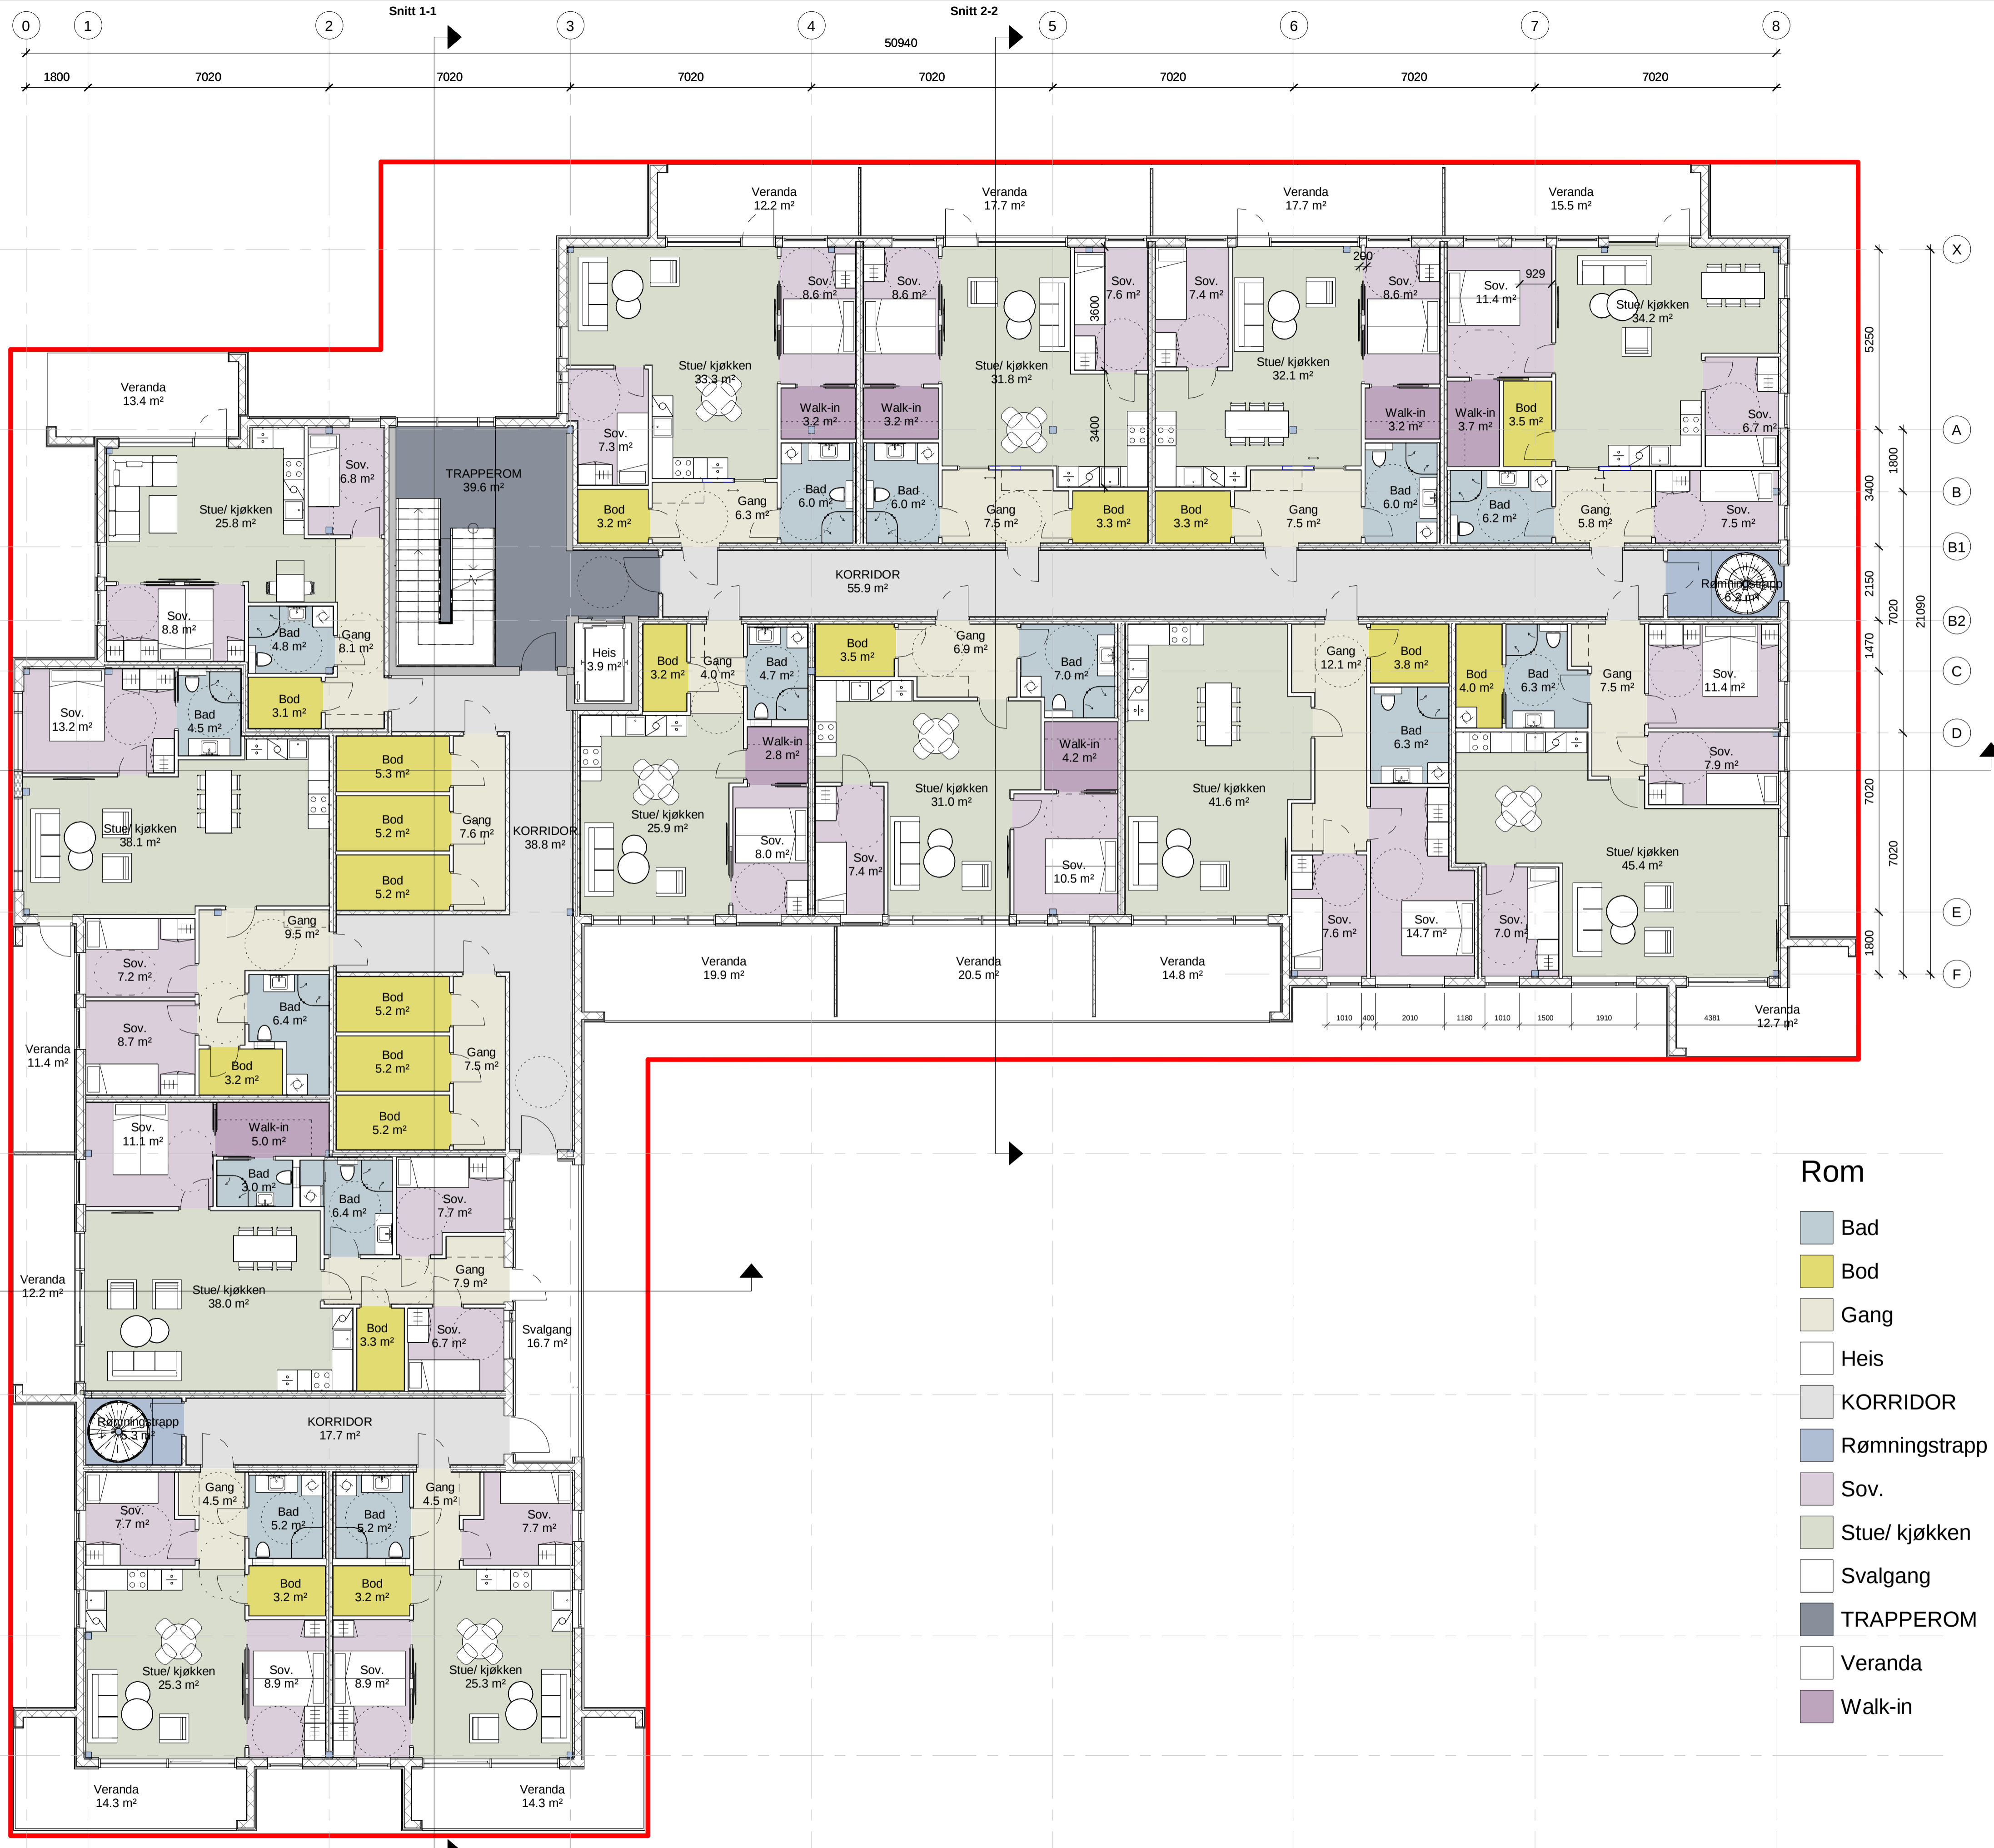 Snitt 1-1
Snitt 2-2
0 1 2 3 4 5 6 7 8
50940
1800 7020 7020 7020 7020 7020 7020 7020
Veranda
12.2 m²
Veranda
17.7 m²
Veranda
17.7 m²
Veranda
15.5 m²
X
A
B
B1
B2
C
D
E
F
5250
1800
3400
2150
7020
21090
1470
7020
7020
1800
Sov.
8.6 m²
Sov.
8.6 m²
Sov.
7.6 m²
Sov.
7.4 m²
200
Sov.
8.6 m²
Sov.
11.4 m²
929
Stue/ kjøkken
34.2 m²
3600
3400
Stue/ kjøkken
33.3 m²
Stue/ kjøkken
31.8 m²
Stue/ kjøkken
32.1 m²
Veranda
13.4 m²
Walk-in
3.2 m²
Walk-in
3.2 m²
Walk-in
3.2 m²
Walk-in
3.7 m²
Bod
3.5 m²
Sov.
6.7 m²
Sov.
7.3 m²
Sov.
6.8 m²
TRAPPEROM
39.6 m²
Stue/ kjøkken
25.8 m²
Bod
3.2 m²
Gang
6.3 m²
Bad
6.0 m²
Bad
6.0 m²
Gang
7.5 m²
Bod
3.3 m²
Bod
3.3 m²
Gang
7.5 m²
Bad
6.0 m²
Bad
6.2 m²
Gang
5.8 m²
Sov.
7.5 m²
KORRIDOR
55.9 m²
Rømningstrapp
6.3 m²
Sov.
8.8 m²
Bad
4.8 m²
Gang
8.1 m²
Heis
3.9 m²
Bod
3.2 m²
Gang
4.0 m²
Bad
4.7 m²
Bod
3.5 m²
Gang
6.9 m²
Bad
7.0 m²
Gang
12.1 m²
Bod
3.8 m²
Bod
4.0 m²
Bad
6.3 m²
Gang
7.5 m²
Sov.
11.4 m²
Bod
3.1 m²
Sov.
13.2 m²
Bad
4.5 m²
Walk-in
2.8 m²
Walk-in
4.2 m²
Bad
6.3 m²
Sov.
7.9 m²
Bod
5.3 m²
Bod
5.2 m²
Gang
7.6 m²
KORRIDOR
38.8 m²
Bod
5.2 m²
Stue/ kjøkken
38.1 m²
Stue/ kjøkken
25.9 m²
Sov.
8.0 m²
Stue/ kjøkken
31.0 m²
Sov.
7.4 m²
Sov.
10.5 m²
Stue/ kjøkken
41.6 m²
Stue/ kjøkken
45.4 m²
Sov.
7.6 m²
Sov.
14.7 m²
Sov.
7.0 m²
Gang
9.5 m²
Sov.
7.2 m²
Veranda
19.9 m²
Veranda
20.5 m²
Veranda
14.8 m²
1010 400 2010 1180 1010 1500 1910 4381
Veranda
12.7 m²
Bad
6.4 m²
Sov.
8.7 m²
Bod
3.2 m²
Veranda
11.4 m²
Bod
5.2 m²
Bod
5.2 m²
Gang
7.5 m²
Bod
5.2 m²
Sov.
11.1 m²
Walk-in
5.0 m²
Bad
3.0 m²
Bad
6.4 m²
Sov.
7.7 m²
Gang
7.9 m²
Veranda
12.2 m²
Stue/ kjøkken
38.0 m²
Bod
3.3 m²
Sov.
6.7 m²
Svalgang
16.7 m²
Rømningstrapp
5.3 m²
KORRIDOR
17.7 m²
Sov.
7.7 m²
Gang
4.5 m²
Bad
5.2 m²
Bad
5.2 m²
Gang
4.5 m²
Sov.
7.7 m²
Bod
3.2 m²
Bod
3.2 m²
Stue/ kjøkken
25.3 m²
Sov.
8.9 m²
Sov.
8.9 m²
Stue/ kjøkken
25.3 m²
Veranda
14.3 m²
Veranda
14.3 m²
Rom
Bad
Bod
Gang
Heis
KORRIDOR
Rømningstrapp
Sov.
Stue/ kjøkken
Svalgang
TRAPPEROM
Veranda
Walk-in